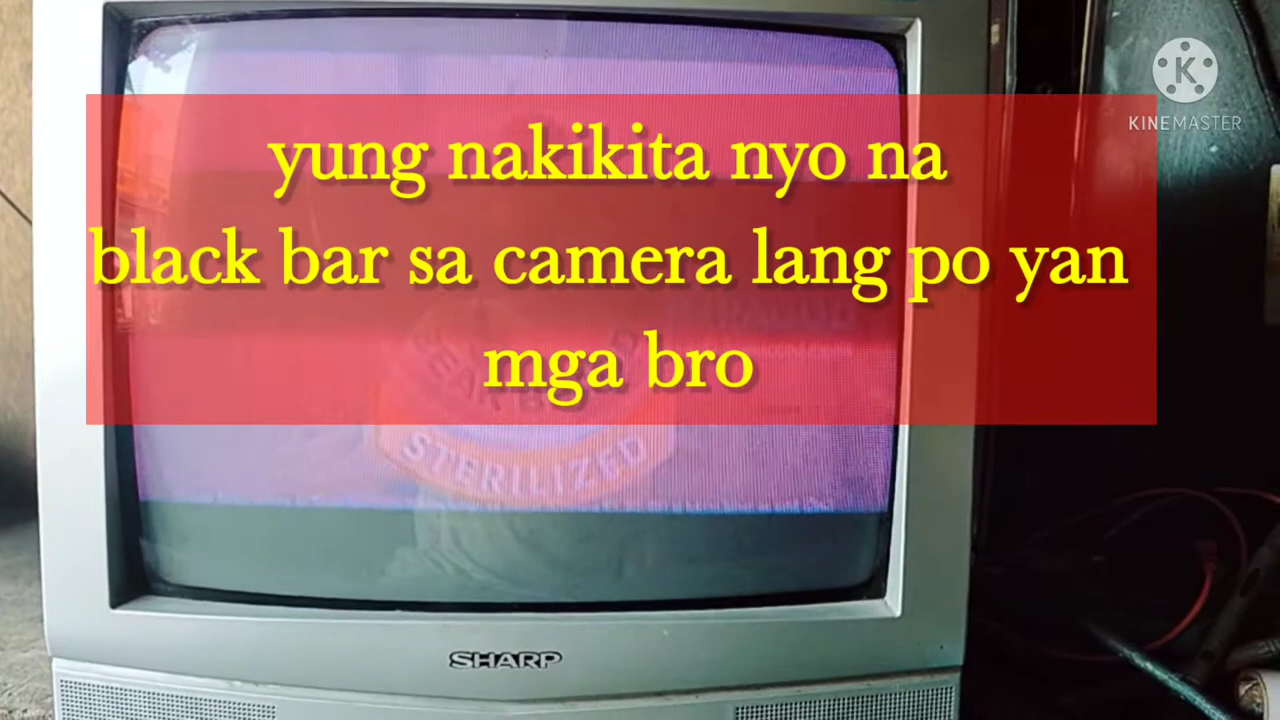 KINEMASTER
yung nakikita nyo na
black bar sa camera lang po yan
mga bro
STERILIZED
SHARP